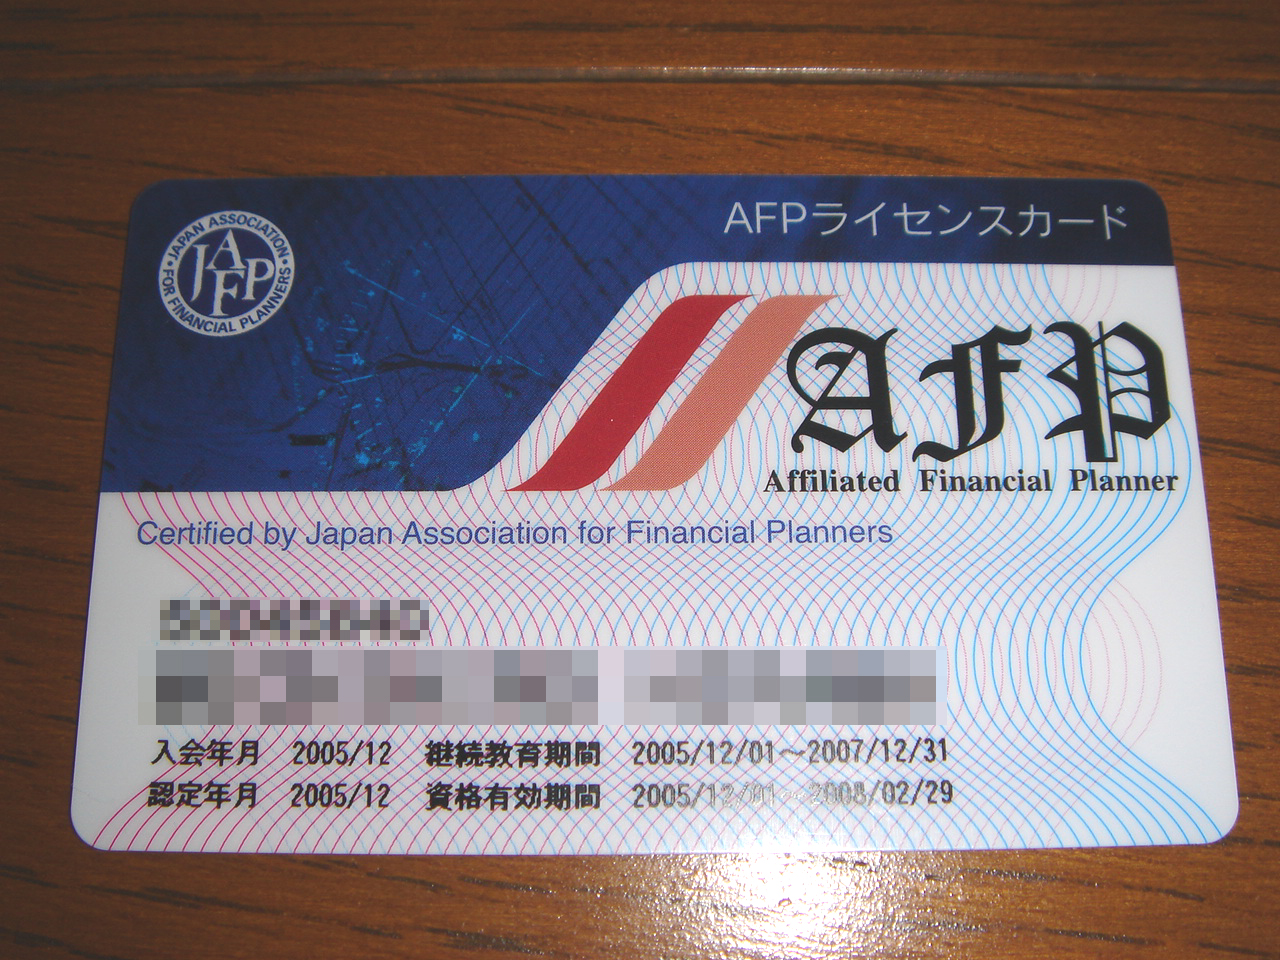 AFPライセンスカード
JAPAN ASSOCIATION
JAFP
FOR FINANCIAL PLANNERS
AFP
Affiliated Financial Planner
Certified by Japan Association for Financial Planners
入会年月 2005/12 継続教育期間 2005/12/01～2007/12/31
認定年月 2005/12 資格有効期間 2005/12/01～2008/02/29